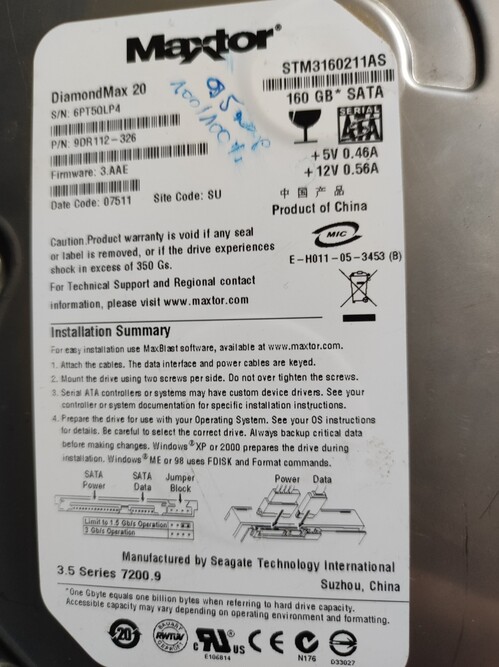 Maxtor®
STM3160211AS
DiamondMax 20
160 GB* SATA
S/N: 6PT5QLP4
SERIAL
ATA
P/N: 9DR112-326
+5V 0.46A
Firmware: 3.AAE
+12V 0.56A
Date Code: 07511 Site Code: SU
中国产品
Product of China
MIC
E-H011-05-3453 (B)
Caution.Product warranty is void if any seal
or label is removed, or if the drive experiences
shock in excess of 350 Gs.
For Technical Support and Regional contact
information, please visit www.maxtor.com
Installation Summary
For easy installation use MaxBlast software, available at www.maxtor.com.
1. Attach the cables. The data interface and power cables are keyed.
2. Mount the drive using two screws per side. Do not over tighten the screws.
3. Serial ATA controllers or systems may have custom device drivers. See your
controller or system documentation for specific installation instructions.
4. Prepare the drive for use with your Operating System. See your OS instructions
for details. Be careful to select the correct drive. Always backup critical data
before making changes. Windows® XP or 2000 prepares the drive during
installation. Windows® ME or 98 uses FDISK and Format commands.
SATA Power
SATA Data
Jumper Block
Power Data
Limit to 1.5 Gb/s Operation
3 Gb/s Operation
Manufactured by Seagate Technology International
3.5 Series 7200.9
Suzhou, China
*One Gbyte equals one billion bytes when referring to hard drive capacity.
Accessible capacity may vary depending on operating environment and formatting.
20
BAUART
RWTUV
c RU us
E106814
CE
N176
D33027